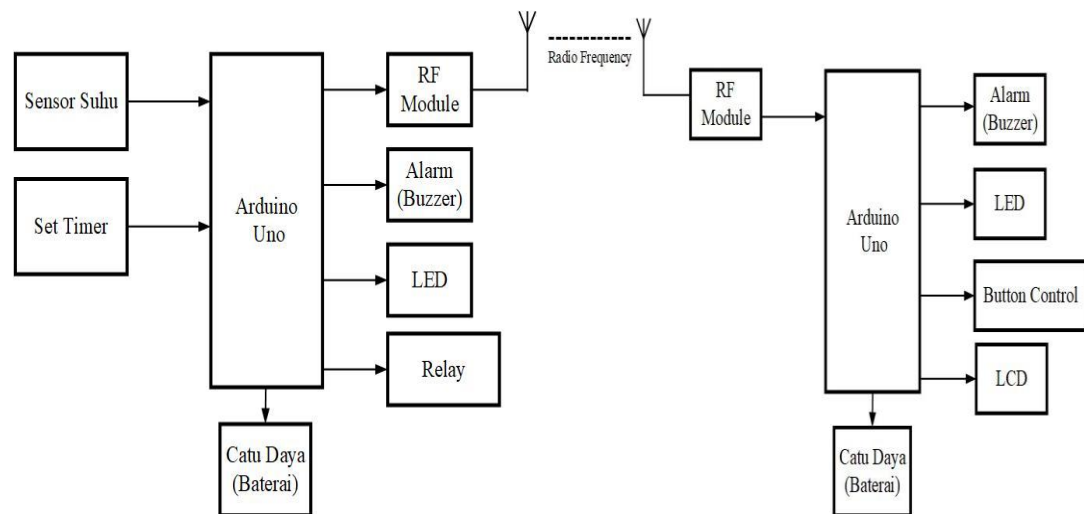 Sensor Suhu
Set Timer
Arduino
Uno
Catu Daya
(Baterai)
RF
Module
Alarm
(Buzzer)
LED
Relay
Radio Frequency
RF
Module
Arduino
Uno
Catu Daya
(Baterai)
Alarm
(Buzzer)
LED
Button Control
LCD